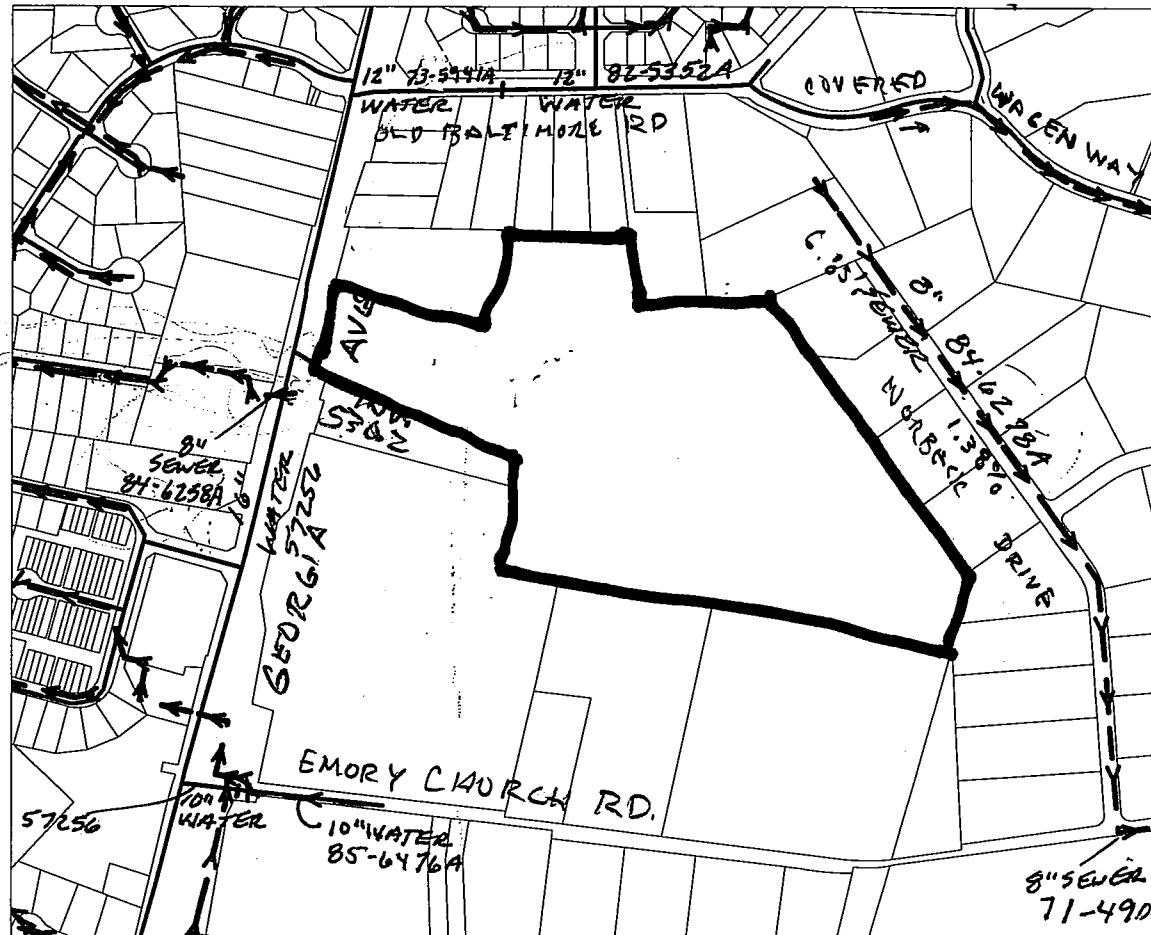 12" 73-5441A 12" 82-5352A
WATER WATER
OLD BALTIMORE RD
COVERED
WAGEN WAY
8" 84-6278A
SEWER
1.38%
NORBECK
DRIVE
AVE
8"
SEWER
84-6258A
16"
WATER
57256
GEORGIA
EMORY CHURCH RD.
57256
10"
WATER
10" WATER
85-6476A
8" SEWER
71-490